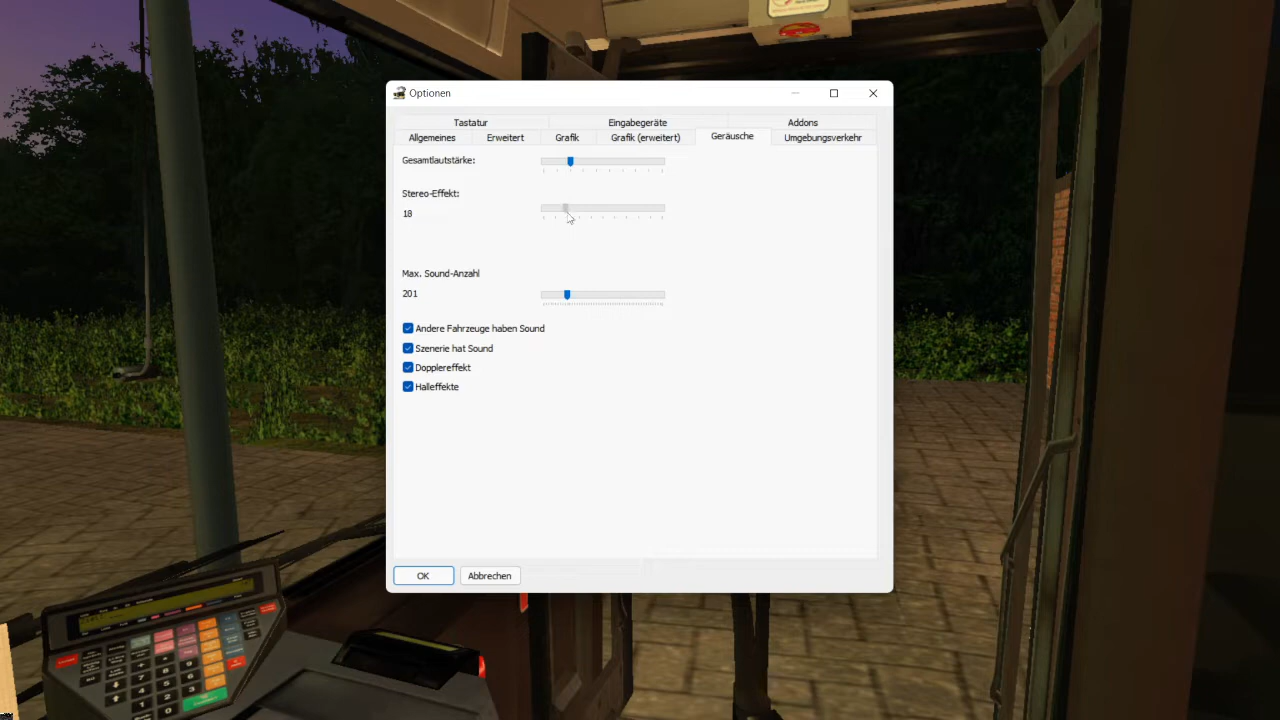 Optionen
Tastatur
Eingabegeräte
Addons
Allgemeines
Erweitert
Grafik
Grafik (erweitert)
Geräusche
Umgebungsverkehr
Gesamtlautstärke:
Stereo-Effekt:
18
Max. Sound-Anzahl
201
Andere Fahrzeuge haben Sound
Szenerie hat Sound
Dopplereffekt
Halleffekte
OK
Abbrechen